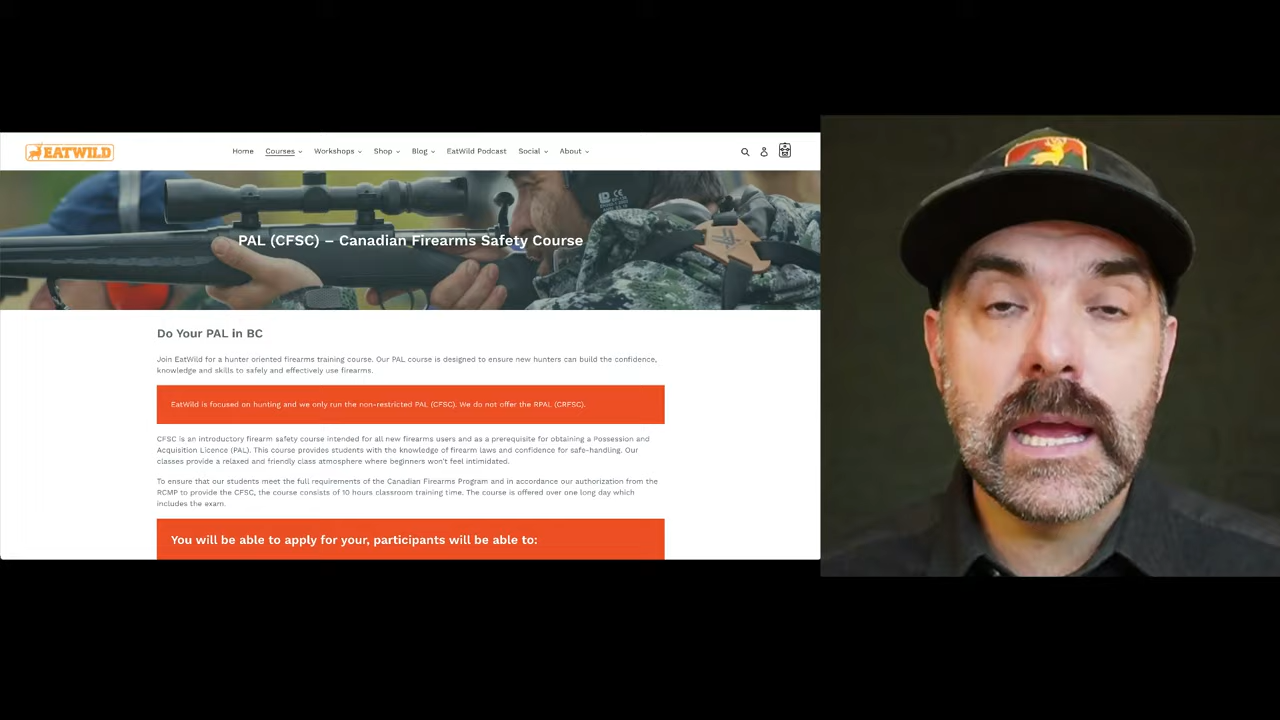 EATWILD
Home Courses Workshops Shop Blog EatWild Podcast Social About
PAL (CFSC) – Canadian Firearms Safety Course
Do Your PAL in BC
Join EatWild for a hunter oriented firearms training course. Our PAL course is designed to ensure new hunters can build the confidence,
knowledge and skills to safely and effectively use firearms.
EatWild is focused on hunting and we only run the non-restricted PAL (CFSC). We do not offer the RPAL (CRFSC).
CFSC is an introductory firearm safety course intended for all new firearms users and as a prerequisite for obtaining a Possession and
Acquisition Licence (PAL). This course provides students with the knowledge of firearm laws and confidence for safe-handling. Our
classes provide a relaxed and friendly class atmosphere where beginners won't feel intimidated.
To ensure that our students meet the full requirements of the Canadian Firearms Program and in accordance our authorization from the
RCMP to provide the CFSC, the course consists of 10 hours classroom training time. The course is offered over one long day which
includes the exam.
You will be able to apply for your, participants will be able to: